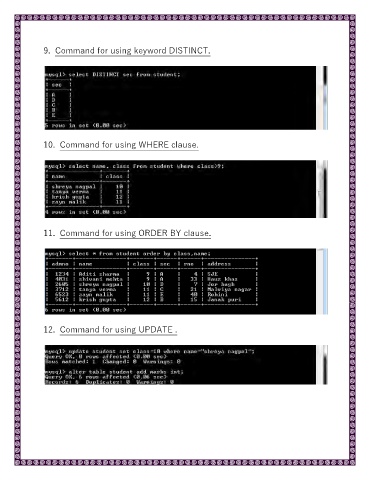 9. Command for using keyword DISTINCT.
mysql> select DISTINCT sec from student;
| sec |
| A |
| D |
| C |
| B |
| E |
5 rows in set (0.00 sec)
10. Command for using WHERE clause.
mysql> select name, class from student where class>9;
| name | class |
| shreya nagpal | 10 |
| tanya verma | 11 |
| krish gupta | 12 |
| sayn malik | 11 |
4 rows in set (0.00 sec)
11. Command for using ORDER BY clause.
mysql> select * from student order by class,name;
| admno | name | class | sec | rno | address |
| 1234 | Aditi sharma | 9 | A | 4 | SJE |
| 4031 | shivani mehta | 9 | A | 33 | Hauz khas |
| 2605 | shreya nagpal | 10 | D | 7 | Jor bagh |
| 3712 | tanya verma | 11 | C | 21 | Malviya nagar |
| 6523 | sayn malik | 11 | E | 40 | Rohini |
| 5612 | krish gupta | 12 | B | 15 | Janak puri |
6 rows in set (0.00 sec)
12. Command for using UPDATE .
mysql> update student set class=10 where name="shreya nagpal";
Query OK, 0 rows affected (0.00 sec)
Rows matched: 1 Changed: 0 Warnings: 0
mysql> alter table student add marks int;
Query OK, 6 rows affected (0.06 sec)
Records: 6 Duplicates: 0 Warnings: 0